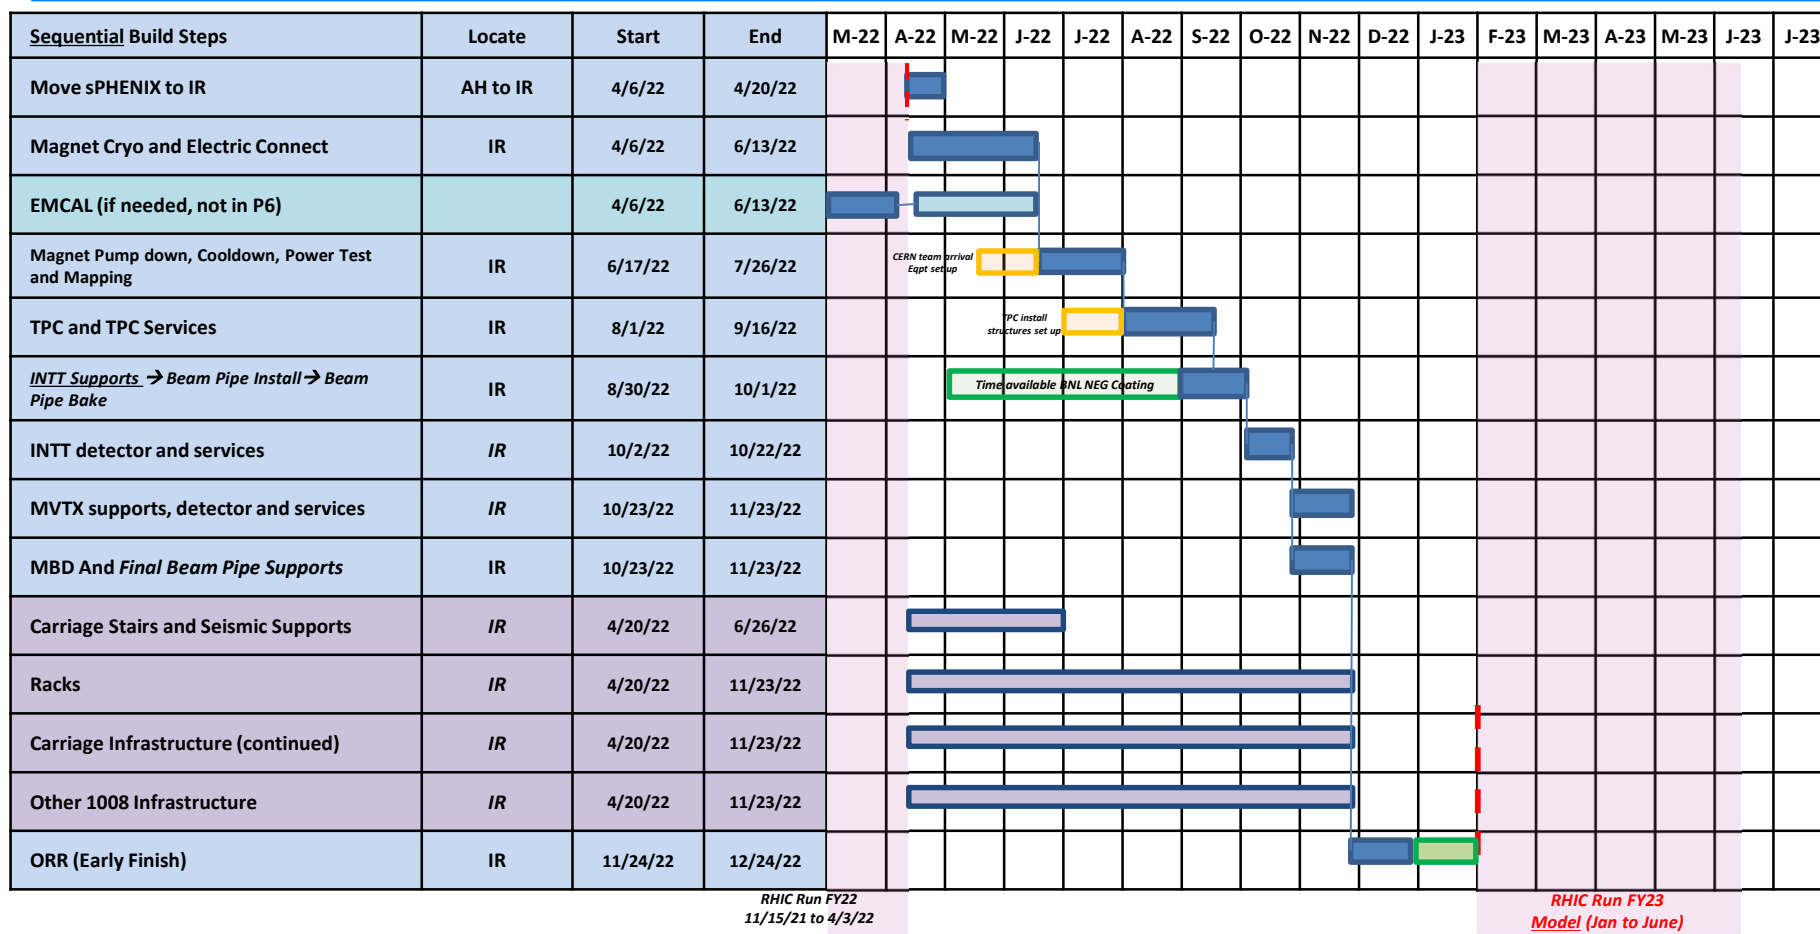 Sequential Build Steps Locate Start End M-22 A-22 M-22 J-22 J-22 A-22 S-22 O-22 N-22 D-22 J-23 F-23 M-23 A-23 M-23 J-23 J-23
Move sPHENIX to IR AH to IR 4/6/22 4/20/22
Magnet Cryo and Electric Connect IR 4/6/22 6/13/22
EMCAL (if needed, not in P6) 4/6/22 6/13/22
Magnet Pump down, Cooldown, Power Test
and Mapping IR 6/17/22 7/26/22
CERN team arrival
Eqpt set up
TPC and TPC Services IR 8/1/22 9/16/22
TPC install
structures set up
INTT Supports → Beam Pipe Install → Beam
Pipe Bake IR 8/30/22 10/1/22
Time available BNL NEG Coating
INTT detector and services IR 10/2/22 10/22/22
MVTX supports, detector and services IR 10/23/22 11/23/22
MBD And Final Beam Pipe Supports IR 10/23/22 11/23/22
Carriage Stairs and Seismic Supports IR 4/20/22 6/26/22
Racks IR 4/20/22 11/23/22
Carriage Infrastructure (continued) IR 4/20/22 11/23/22
Other 1008 Infrastructure IR 4/20/22 11/23/22
ORR (Early Finish) IR 11/24/22 12/24/22
RHIC Run FY22
11/15/21 to 4/3/22
RHIC Run FY23
Model (Jan to June)